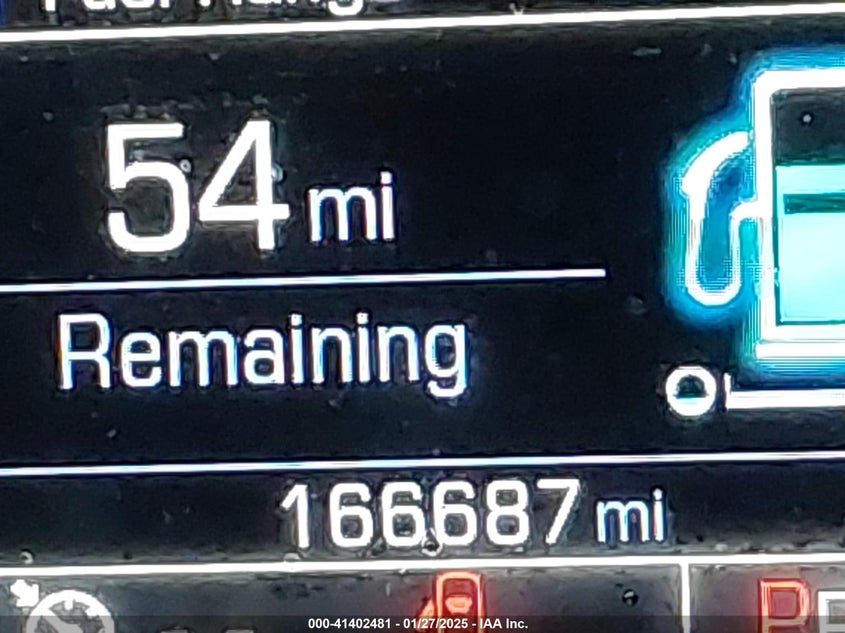 54 mi
Remaining
166687 mi
000-41402481 - 01/27/2025 - IAA Inc.